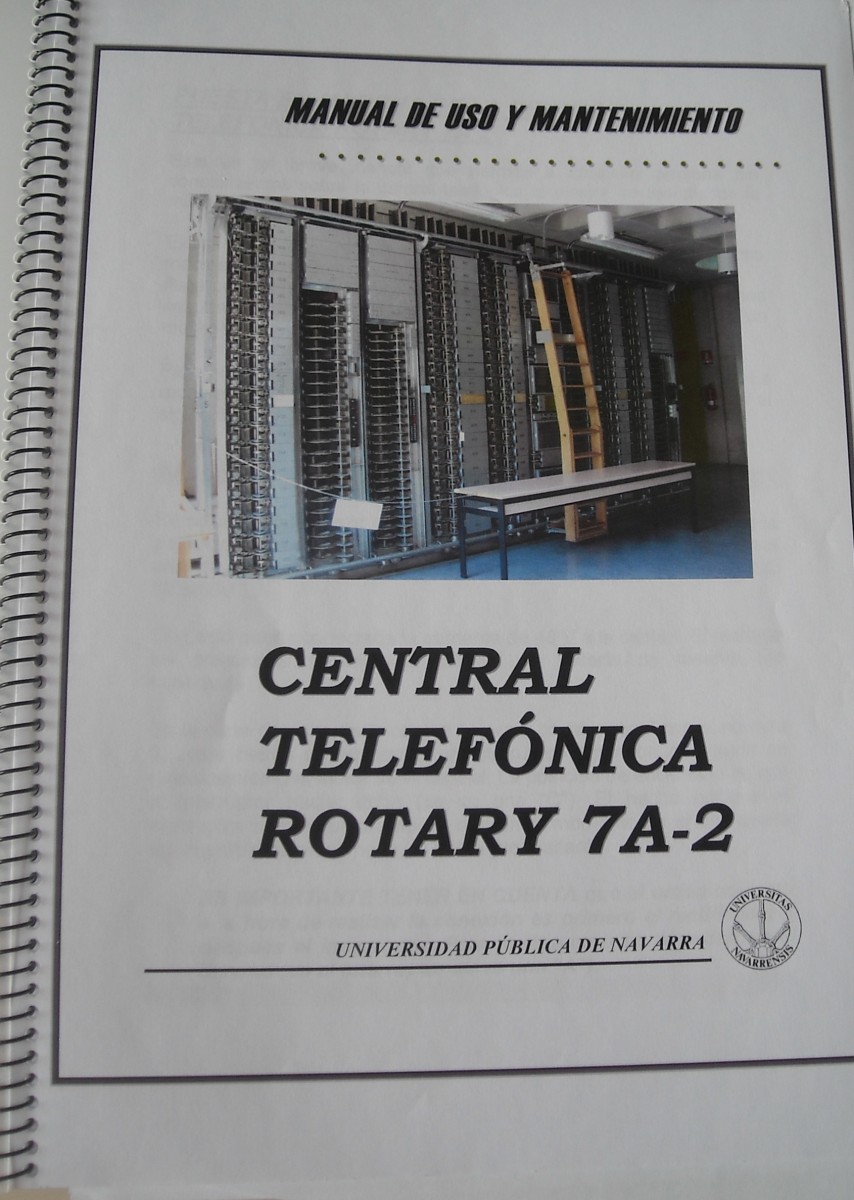 MANUAL DE USO Y MANTENIMIENTO
CENTRAL
TELEFÓNICA
ROTARY 7A-2
UNIVERSIDAD PÚBLICA DE NAVARRA
UNIVERSITAS
NAVARRENSIS